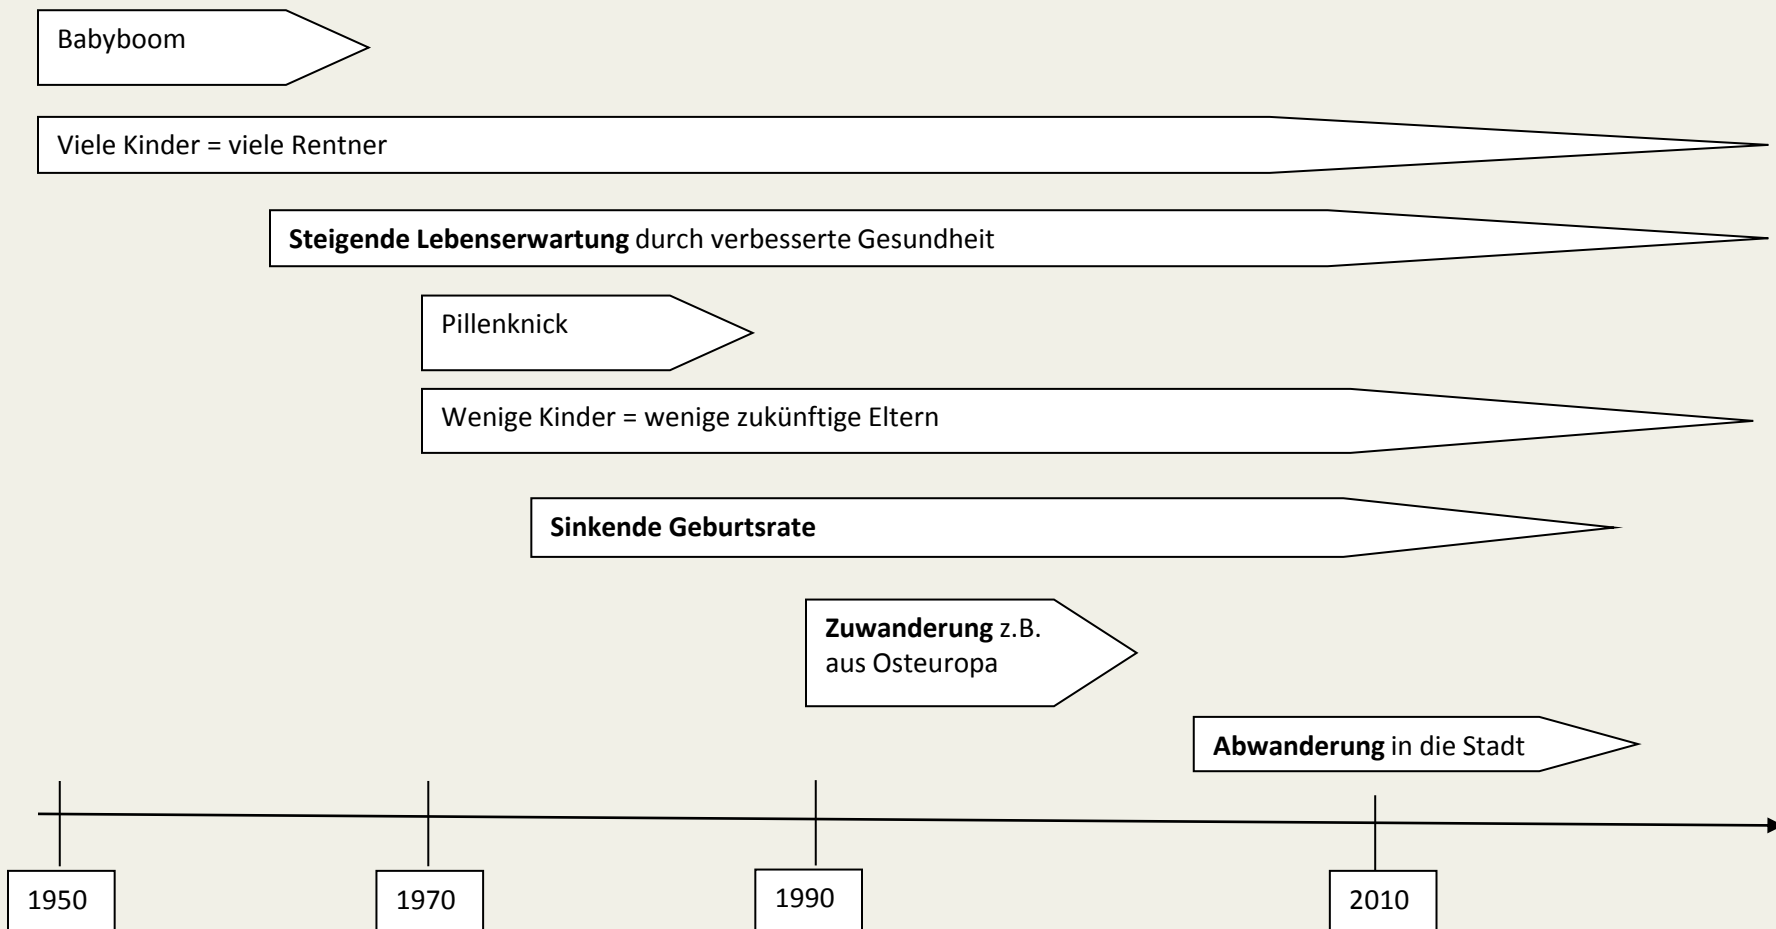 Babyboom
Viele Kinder = viele Rentner
Steigende Lebenserwartung durch verbesserte Gesundheit
Pillenknick
Wenige Kinder = wenige zukünftige Eltern
Sinkende Geburtsrate
Zuwanderung z.B.
aus Osteuropa
Abwanderung in die Stadt
1950
1970
1990
2010